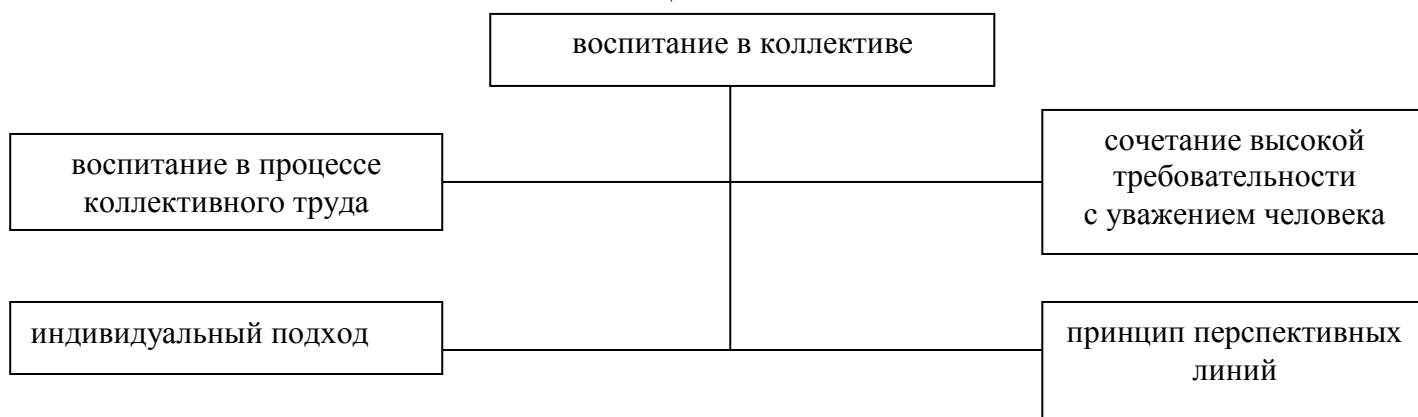 воспитание в коллективе
воспитание в процессе
коллективного труда
сочетание высокой
требовательности
с уважением человека
индивидуальный подход
принцип перспективных
линий